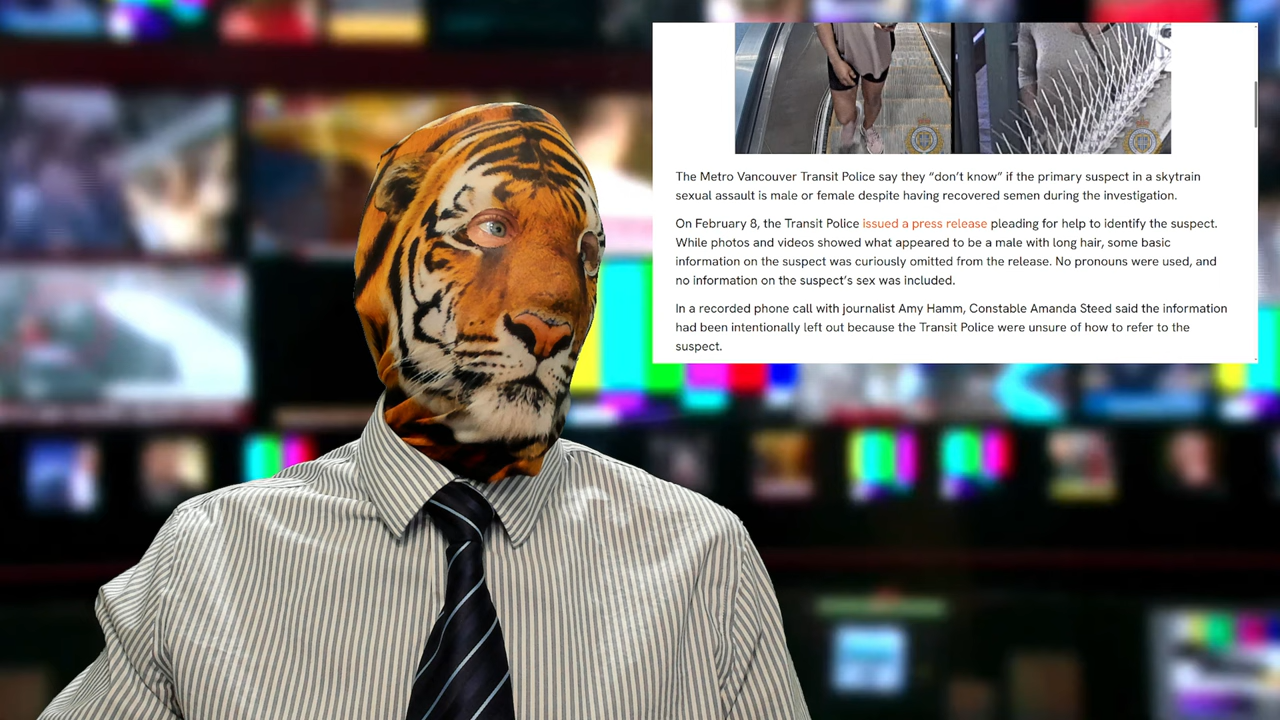 The Metro Vancouver Transit Police say they “don’t know” if the primary suspect in a skytrain
sexual assault is male or female despite having recovered semen during the investigation.
On February 8, the Transit Police issued a press release pleading for help to identify the suspect.
While photos and videos showed what appeared to be a male with long hair, some basic
information on the suspect was curiously omitted from the release. No pronouns were used, and
no information on the suspect’s sex was included.
In a recorded phone call with journalist Amy Hamm, Constable Amanda Steed said the information
had been intentionally left out because the Transit Police were unsure of how to refer to the
suspect.